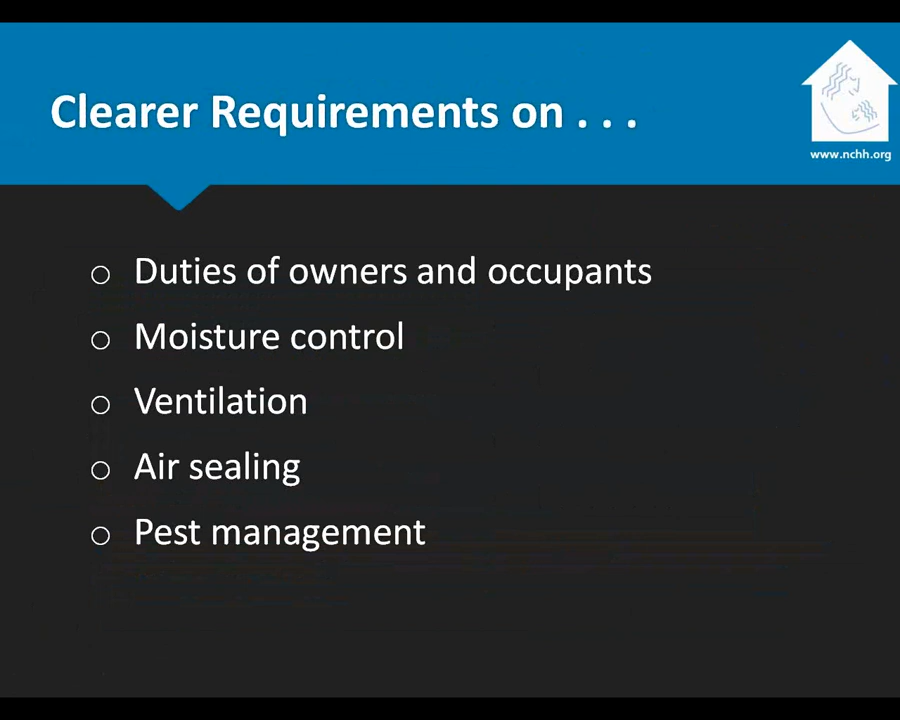 Clearer Requirements on . . .
www.nchh.org
Duties of owners and occupants
Moisture control
Ventilation
Air sealing
Pest management